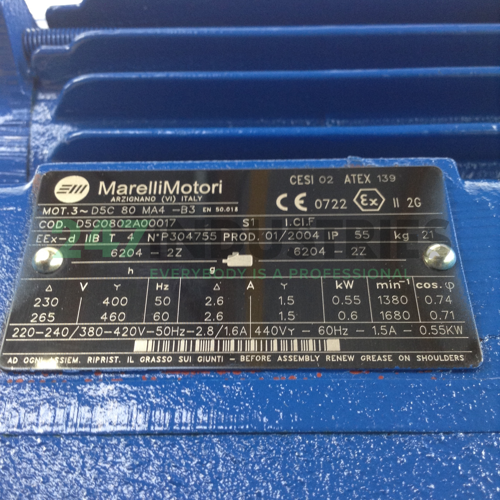 MarelliMotori
ARZIGNANO (VI) ITALY
CESI 02 ATEX 139
CE 0722 Ex II 2G
MOT.3~ D5C 80 MA4 -B3 EN 50.018
COD. D5C0802A00017 S1 I.CI.F
EEx-d IIB T 4 N°P304755 PROD. 01/2004 IP 55 kg 21
6204 - 2Z 6204 - 2Z
h g
Δ V Y Hz Δ A Y kW min⁻¹ cos.φ
230 400 50 2.6 1.5 0.55 1380 0.74
265 460 60 2.6 1.5 0.6 1680 0.71
220-240/380-420V-50Hz-2.8/1.6A 440VY - 60Hz - 1.5A - 0.55KW
AD OGNI ASSIEM. RIPRIST. IL GRASSO SUI GIUNTI - BEFORE ASSEMBLY RENEW GREASE ON SHOULDERS
EVERYBODY IS A PROFESSIONAL